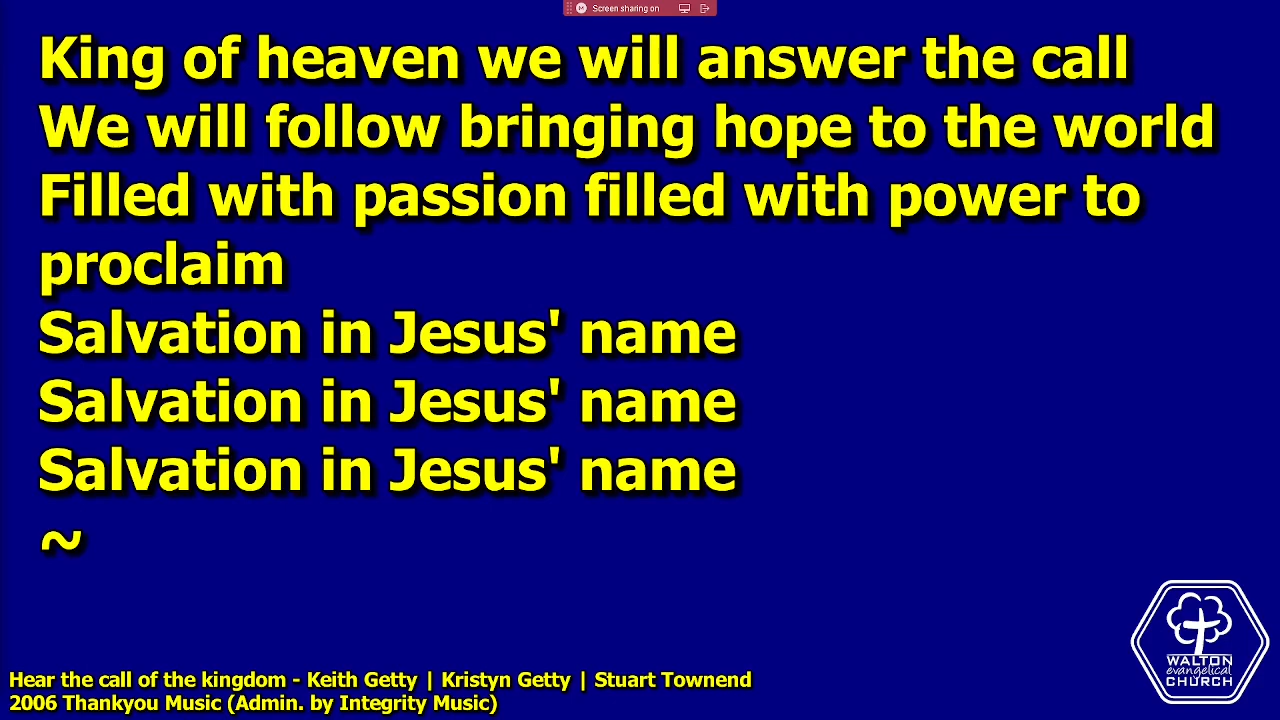 Screen sharing on
King of heaven we will answer the call
We will follow bringing hope to the world
Filled with passion filled with power to
proclaim
Salvation in Jesus' name
Salvation in Jesus' name
Salvation in Jesus' name
~
WALTON
evangelical
CHURCH
Hear the call of the kingdom - Keith Getty | Kristyn Getty | Stuart Townend
2006 Thankyou Music (Admin. by Integrity Music)